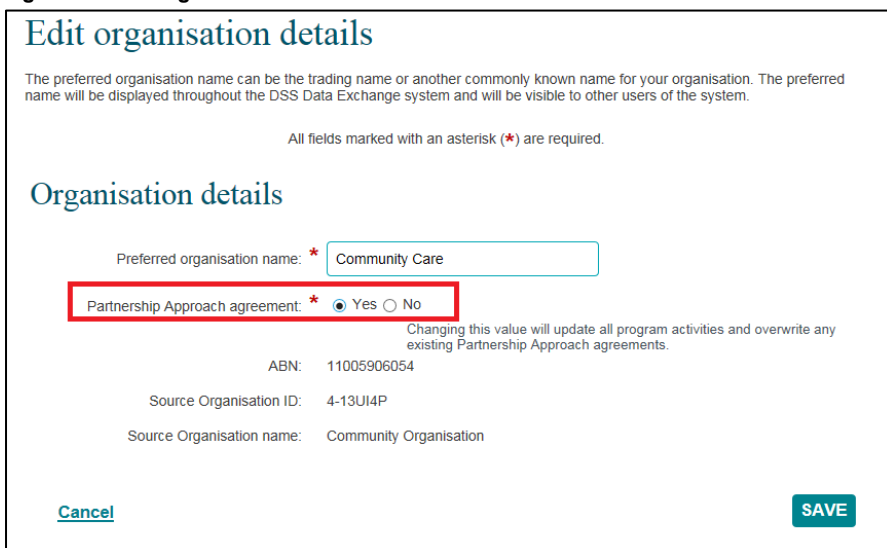 Edit organisation details
The preferred organisation name can be the trading name or another commonly known name for your organisation. The preferred
name will be displayed throughout the DSS Data Exchange system and will be visible to other users of the system.
All fields marked with an asterisk (*) are required.
Organisation details
Preferred organisation name: * Community Care
Partnership Approach agreement: * Yes No
Changing this value will update all program activities and overwrite any
existing Partnership Approach agreements.
ABN: 11005906054
Source Organisation ID: 4-13UI4P
Source Organisation name: Community Organisation
Cancel SAVE